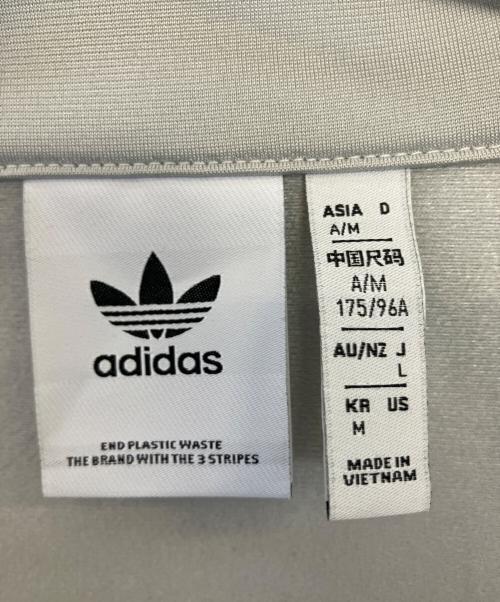 adidas
END PLASTIC WASTE
THE BRAND WITH THE 3 STRIPES
ASIA D
A/M
中国尺码
A/M
175/96A
AU/NZ J
L
KR US
M
MADE IN
VIETNAM